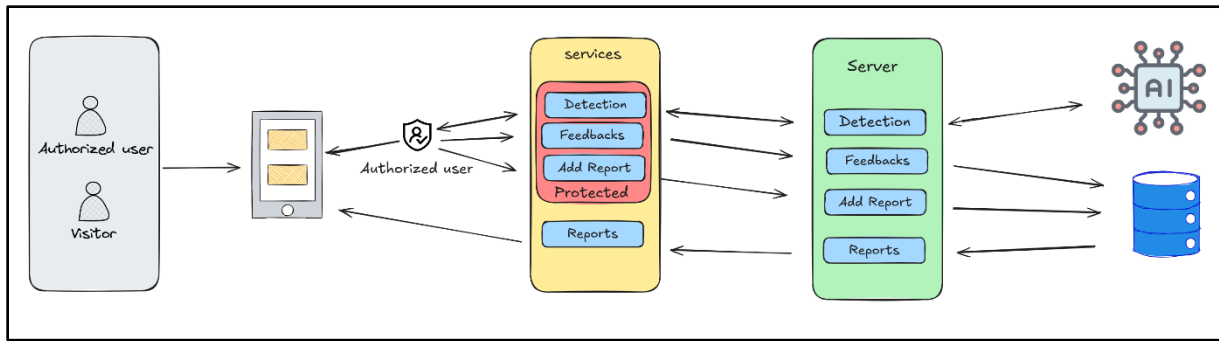 Authorized user
Visitor
Authorized user
services
Detection
Feedbacks
Add Report
Protected
Reports
Server
Detection
Feedbacks
Add Report
Reports
AI